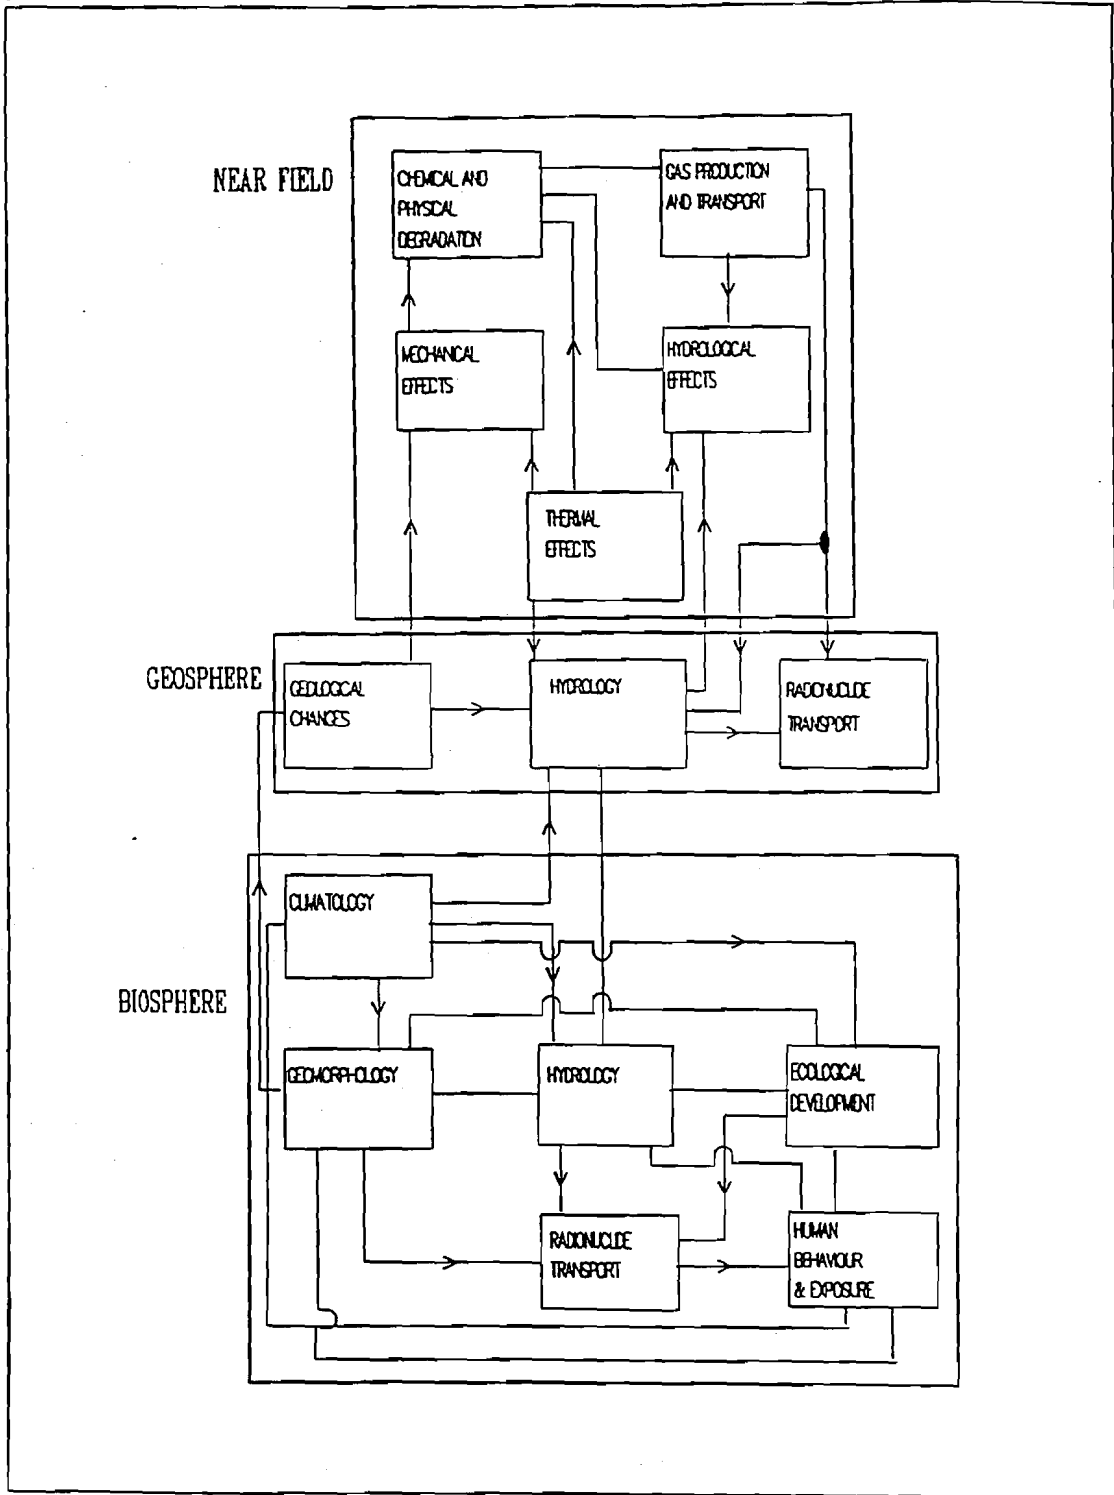 NEAR FIELD
CHEMICAL AND
PHYSICAL
DEGRADATION
GAS PRODUCTION
AND TRANSPORT
MECHANICAL
EFFECTS
HYDROLOGICAL
EFFECTS
THERMAL
EFFECTS
GEOSPHERE
GEOLOGICAL
CHANGES
HYDROLOGY
RADIONUCLIDE
TRANSPORT
BIOSPHERE
CLIMATOLOGY
GEOMORPHOLOGY
HYDROLOGY
ECOLOGICAL
DEVELOPMENT
RADIONUCLIDE
TRANSPORT
HUMAN
BEHAVIOUR
& EXPOSURE